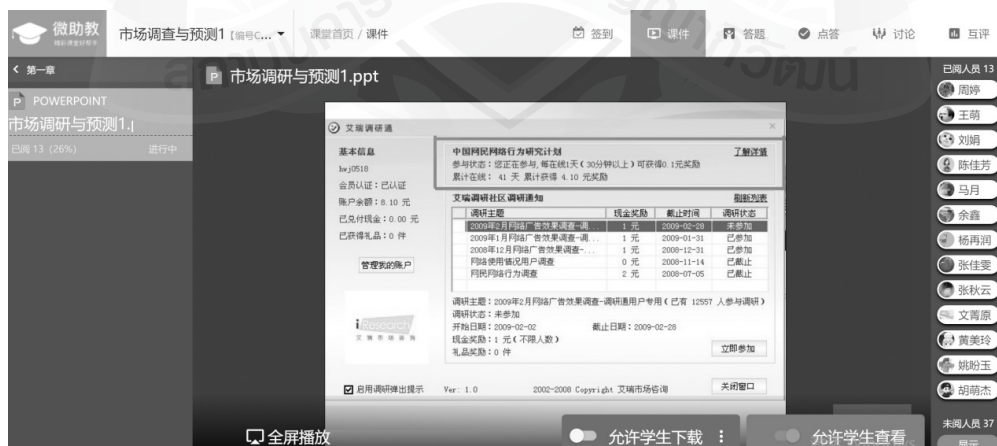 微助教
市场调查与预测1 [编号C...
课堂首页 / 课件
签到
课件
答题
点答
讨论
互评
第一章
POWERPOINT
市场调研与预测1.p
已阅 13 (26%)
进行中
市场调研与预测1.ppt
艾瑞调研通
基本信息
hwj0518
会员认证：已认证
账户余额：8.10 元
已兑付现金：0.00 元
已获得礼品：0 件
管理我的账户
iResearch
艾瑞市场咨询
启用调研弹出提示
中国网民网络行为研究计划
了解详情
参与状态：您正在参与,每在线1天(30分钟以上)可获得0.1元奖励
累计在线： 41 天 累计获得 4.10 元奖励
艾瑞调研社区调研通知
刷新列表
调研主题 现金奖励 截止时间 调研状态
2009年2月网络广告效果调查-调... 1 元 2009-02-28 未参加
2009年1月网络广告效果调查-调... 1 元 2009-01-31 已参加
2008年12月网络广告效果调查-... 1 元 2008-12-31 已参加
网络使用情况用户调查 0 元 2008-11-14 已截止
网民网络行为调查 2 元 2008-07-05 已截止
调研主题：2009年2月网络广告效果调查-调研通用户专用(已有 12557 人参与调研)
调研状态：未参加
开始日期：2009-02-02 截止日期：2009-02-28
现金奖励：1 元(不限人数)
礼品奖励：0 件
立即参加
Ver: 1.0
2002-2008 Copyright 艾瑞市场咨询
关闭窗口
全屏播放
允许学生下载
允许学生查看
已阅人员 13
周婷
王萌
刘娟
陈佳芳
马月
余鑫
杨再润
张佳雯
张秋云
文菁原
黄美玲
姚盼玉
胡萌杰
未阅人员 37
显示